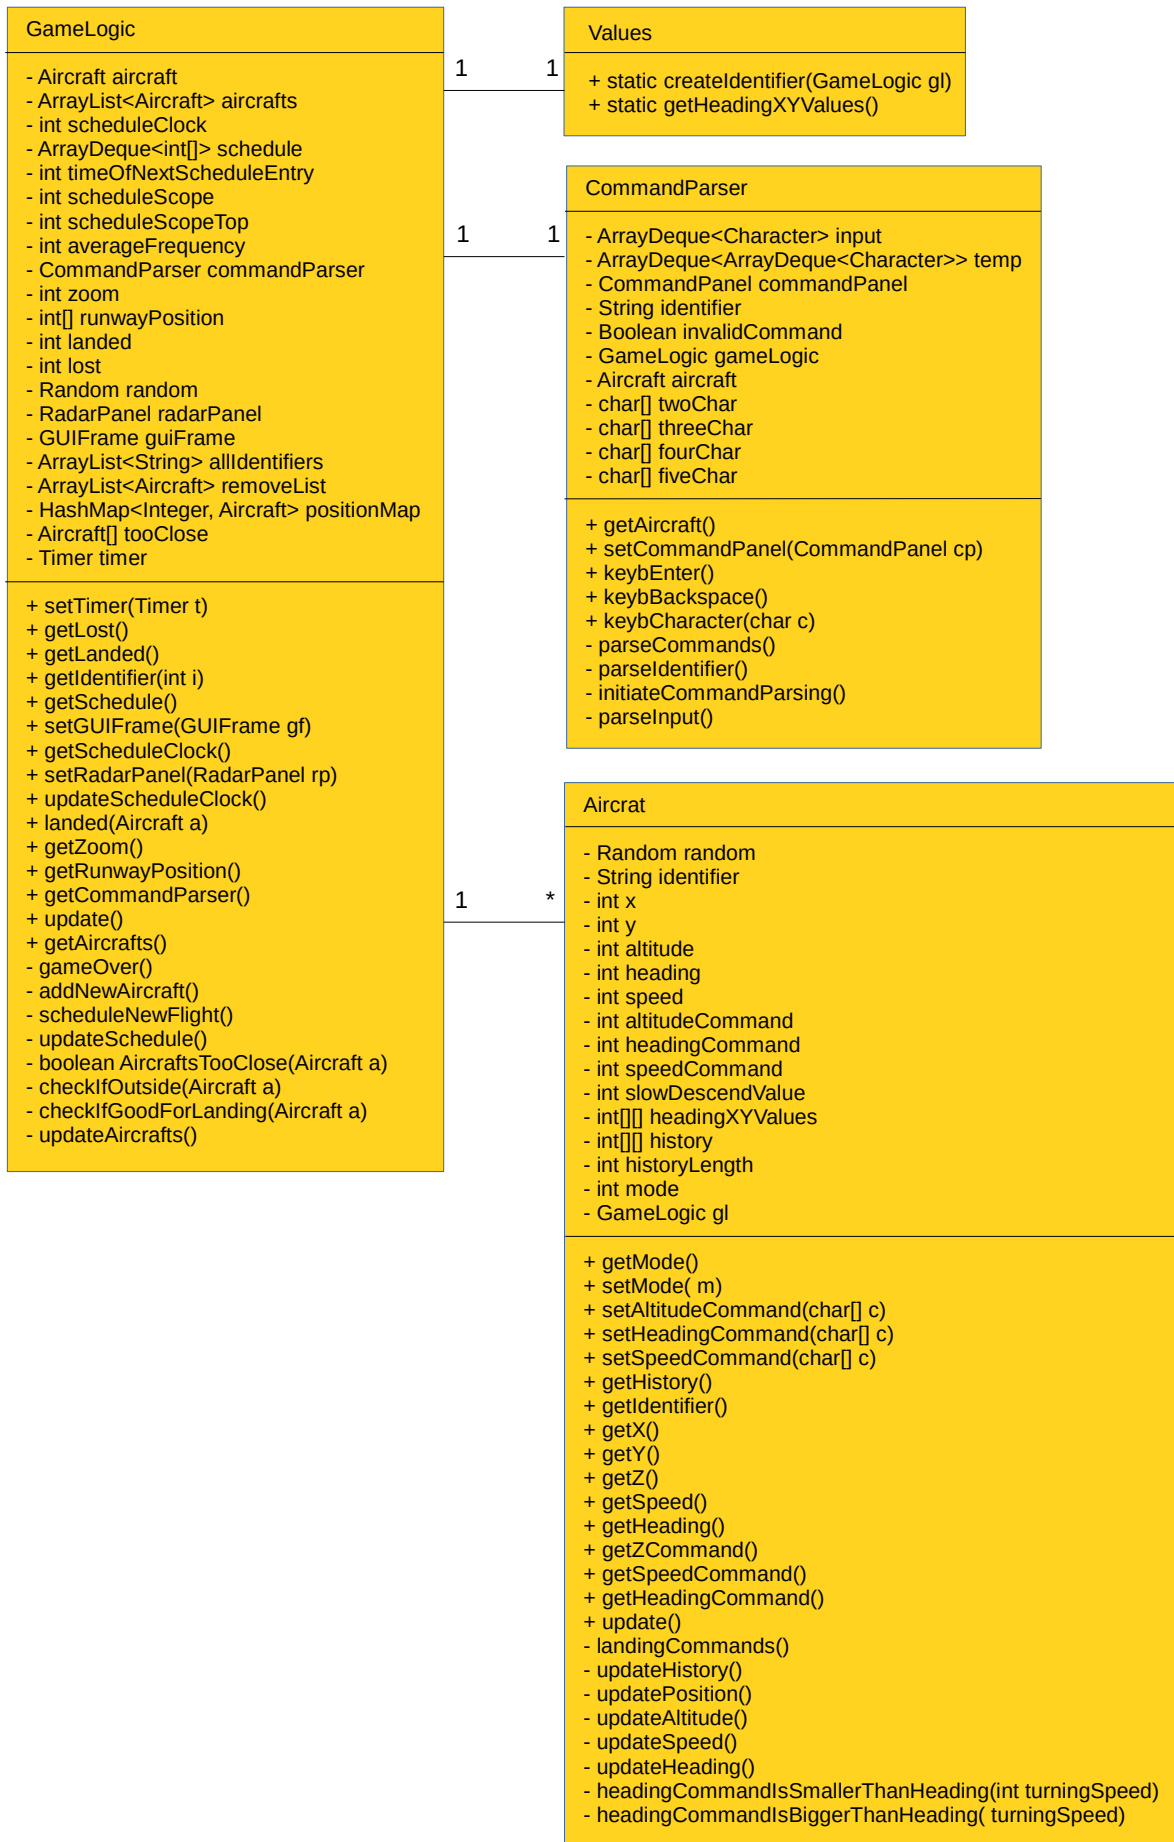 GameLogic
- Aircraft aircraft
- ArrayList<Aircraft> aircrafts
- int scheduleClock
- ArrayDeque<int[]> schedule
- int timeOfNextScheduleEntry
- int scheduleScope
- int scheduleScopeTop
- int averageFrequency
- CommandParser commandParser
- int zoom
- int[] runwayPosition
- int landed
- int lost
- Random random
- RadarPanel radarPanel
- GUIFrame guiFrame
- ArrayList<String> allIdentifiers
- ArrayList<Aircraft> removeList
- HashMap<Integer, Aircraft> positionMap
- Aircraft[] tooClose
- Timer timer
+ setTimer(Timer t)
+ getLost()
+ getLanded()
+ getIdentifier(int i)
+ getSchedule()
+ setGUIFrame(GUIFrame gf)
+ getScheduleClock()
+ setRadarPanel(RadarPanel rp)
+ updateScheduleClock()
+ landed(Aircraft a)
+ getZoom()
+ getRunwayPosition()
+ getCommandParser()
+ update()
+ getAircrafts()
- gameOver()
- addNewAircraft()
- scheduleNewFlight()
- updateSchedule()
- boolean AircraftsTooClose(Aircraft a)
- checkIfOutside(Aircraft a)
- checkIfGoodForLanding(Aircraft a)
- updateAircrafts()
1 1
Values
+ static createIdentifier(GameLogic gl)
+ static getHeadingXYValues()
1 1
CommandParser
- ArrayDeque<Character> input
- ArrayDeque<ArrayDeque<Character>> temp
- CommandPanel commandPanel
- String identifier
- Boolean invalidCommand
- GameLogic gameLogic
- Aircraft aircraft
- char[] twoChar
- char[] threeChar
- char[] fourChar
- char[] fiveChar
+ getAircraft()
+ setCommandPanel(CommandPanel cp)
+ keybEnter()
+ keybBackspace()
+ keybCharacter(char c)
- parseCommands()
- parseIdentifier()
- initiateCommandParsing()
- parseInput()
1 *
Aircrat
- Random random
- String identifier
- int x
- int y
- int altitude
- int heading
- int speed
- int altitudeCommand
- int headingCommand
- int speedCommand
- int slowDescendValue
- int[][] headingXYValues
- int[][] history
- int historyLength
- int mode
- GameLogic gl
+ getMode()
+ setMode( m)
+ setAltitudeCommand(char[] c)
+ setHeadingCommand(char[] c)
+ setSpeedCommand(char[] c)
+ getHistory()
+ getIdentifier()
+ getX()
+ getY()
+ getZ()
+ getSpeed()
+ getHeading()
+ getZCommand()
+ getSpeedCommand()
+ getHeadingCommand()
+ update()
- landingCommands()
- updateHistory()
- updatePosition()
- updateAltitude()
- updateSpeed()
- updateHeading()
- headingCommandIsSmallerThanHeading(int turningSpeed)
- headingCommandIsBiggerThanHeading( turningSpeed)